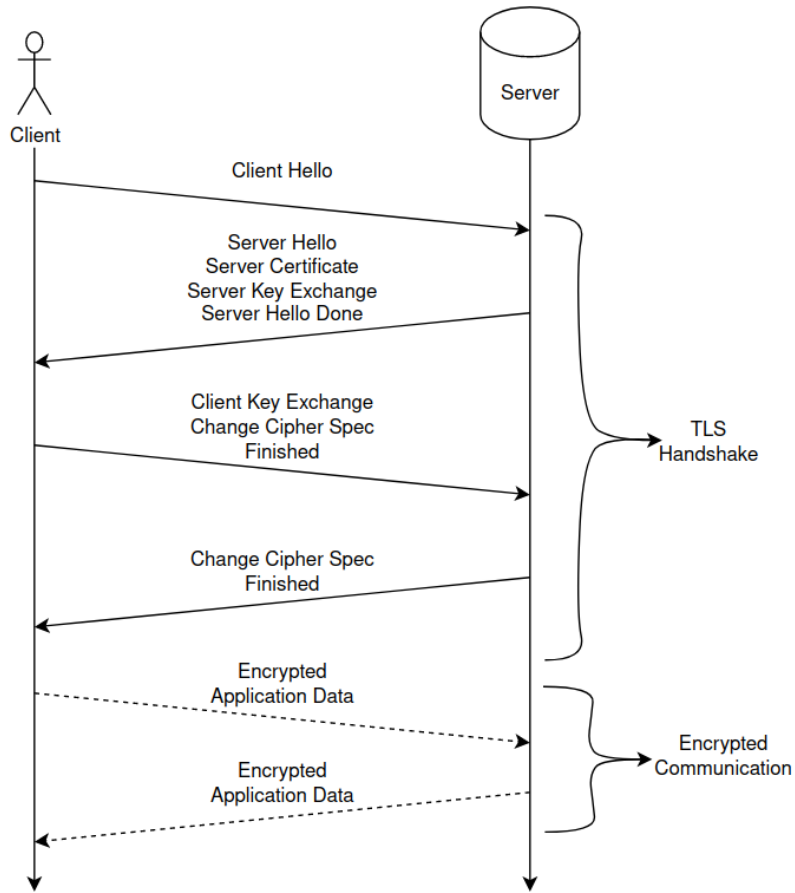 Server
Client
Client Hello
Server Hello
Server Certificate
Server Key Exchange
Server Hello Done
Client Key Exchange
Change Cipher Spec
Finished
TLS
Handshake
Change Cipher Spec
Finished
Encrypted
Application Data
Encrypted
Communication
Encrypted
Application Data